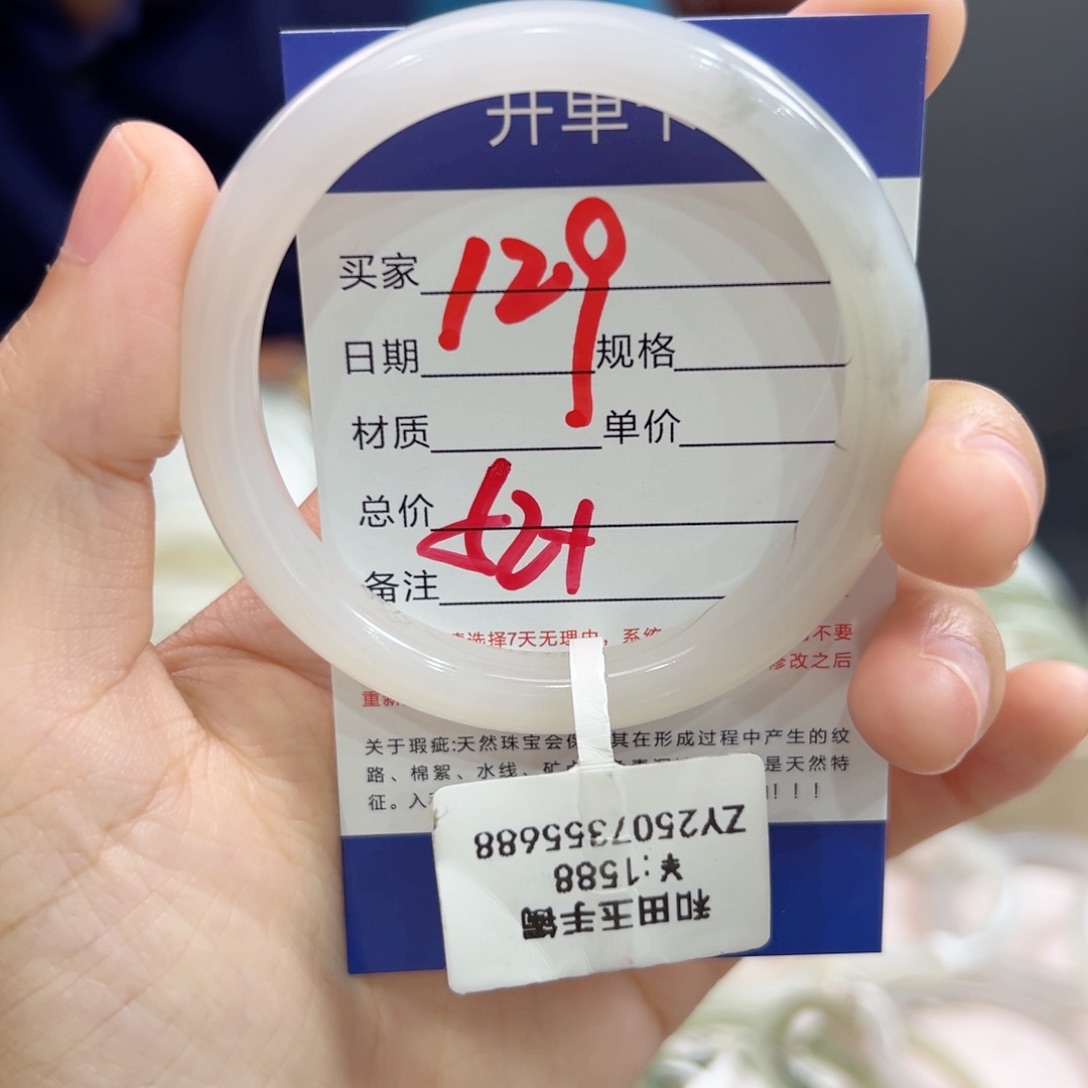 开单卡
买家 129
日期 规格
材质 单价
总价
备注
选择7天无理由,系统 不要
修改之后
重新
关于瑕疵:天然珠宝会保 其在形成过程中产生的纹
路、棉絮、水线、矿 是天然特
征。入 !!!
ZY2507355688
¥:1588
和田玉手镯